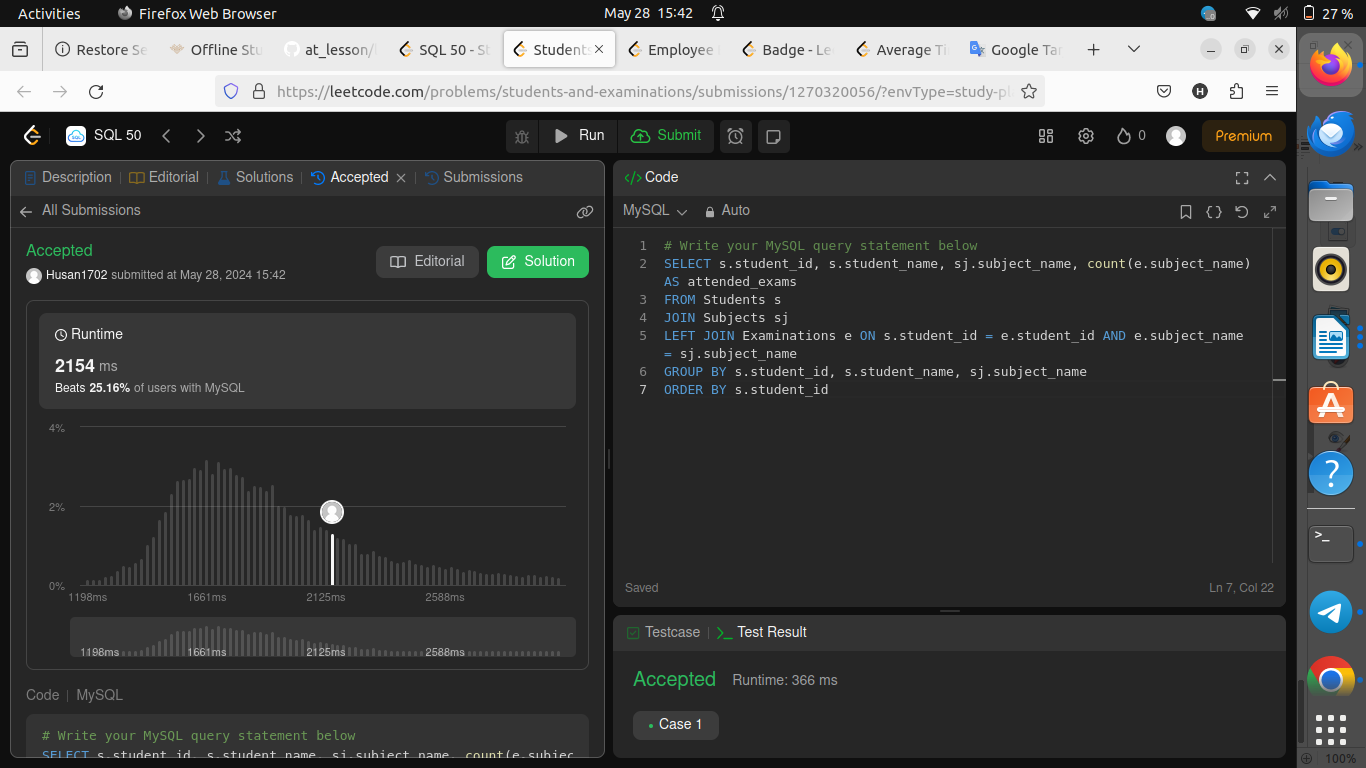 Activities
Firefox Web Browser
May 28 15:42
27 %
Restore Se
Offline Stu
at_lesson/
SQL 50 - St
Students
Employee
Badge - Lee
Average Ti
Google Tar
https://leetcode.com/problems/students-and-examinations/submissions/1270320056/?envType=study-pl
SQL 50
Run
Submit
0
Premium
Description
Editorial
Solutions
Accepted
Submissions
All Submissions
Accepted
Husan1702 submitted at May 28, 2024 15:42
Editorial
Solution
Runtime
2154 ms
Beats 25.16% of users with MySQL
4%
2%
0%
1198ms 1661ms 2125ms 2588ms
1198ms 1661ms 2125ms 2588ms
Code | MySQL
# Write your MySQL query statement below
SELECT s.student_id, s.student_name, sj.subject_name, count(e.subjec
</> Code
MySQL
Auto
1 # Write your MySQL query statement below
2 SELECT s.student_id, s.student_name, sj.subject_name, count(e.subject_name)
AS attended_exams
3 FROM Students s
4 JOIN Subjects sj
5 LEFT JOIN Examinations e ON s.student_id = e.student_id AND e.subject_name
= sj.subject_name
6 GROUP BY s.student_id, s.student_name, sj.subject_name
7 ORDER BY s.student_id
Saved
Ln 7, Col 22
Testcase
Test Result
Accepted
Runtime: 366 ms
Case 1
100%